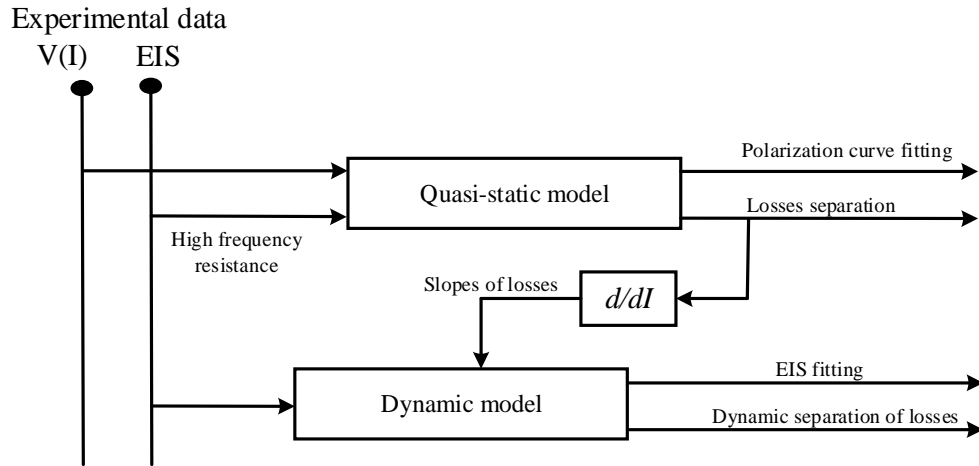 Experimental data
V(I) EIS
Polarization curve fitting
Quasi-static model
Losses separation
High frequency
resistance
Slopes of losses
d/dI
EIS fitting
Dynamic model
Dynamic separation of losses